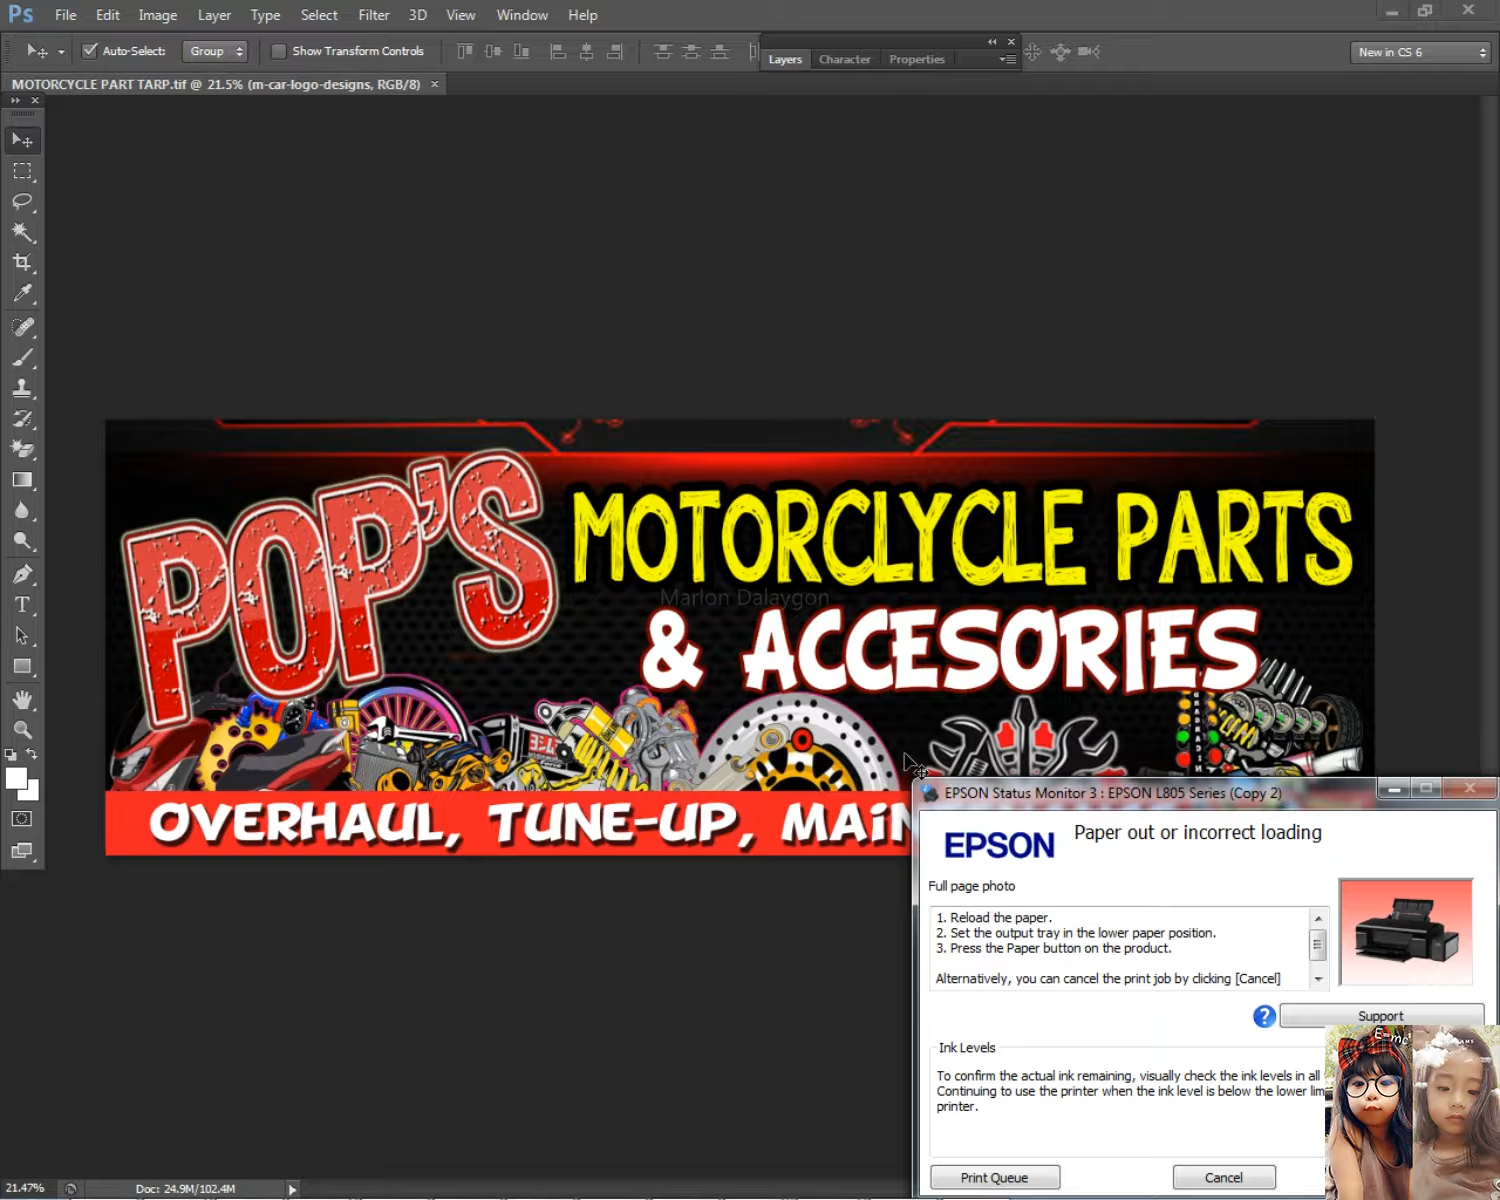 Ps File Edit Image Layer Type Select Filter 3D View Window Help
Auto-Select: Group Show Transform Controls
Layers Character Properties
New in CS 6
MOTORCYCLE PART TARP.tif @ 21.5% (m-car-logo-designs, RGB/8)
POP'S
MOTORCLYCLE PARTS
Marlon Dalaygon
& ACCESORIES
OVERHAUL, TUNE-UP, MAIN
EPSON Status Monitor 3 : EPSON L805 Series (Copy 2)
EPSON
Paper out or incorrect loading
Full page photo
1. Reload the paper.
2. Set the output tray in the lower paper position.
3. Press the Paper button on the product.
Alternatively, you can cancel the print job by clicking [Cancel]
Support
Ink Levels
To confirm the actual ink remaining, visually check the ink levels in all
Continuing to use the printer when the ink level is below the lower lim
printer.
Print Queue Cancel
21.47% Doc: 24.9M/102.4M